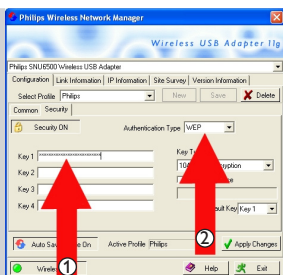 Philips Wireless Network Manager
Wireless USB Adapter 11g
Philips SNU6500 Wireless USB Adapter
Configuration Link Information IP Information Site Survey Version Information
Select Profile Philips New Save Delete
Common Security
Security ON Authentication Type WEP
Key 1
Key 2
Key 3
Key 4
Key 1
Auto Sa On Active Profile Philips Apply Changes
Wirele Help Exit
1
2